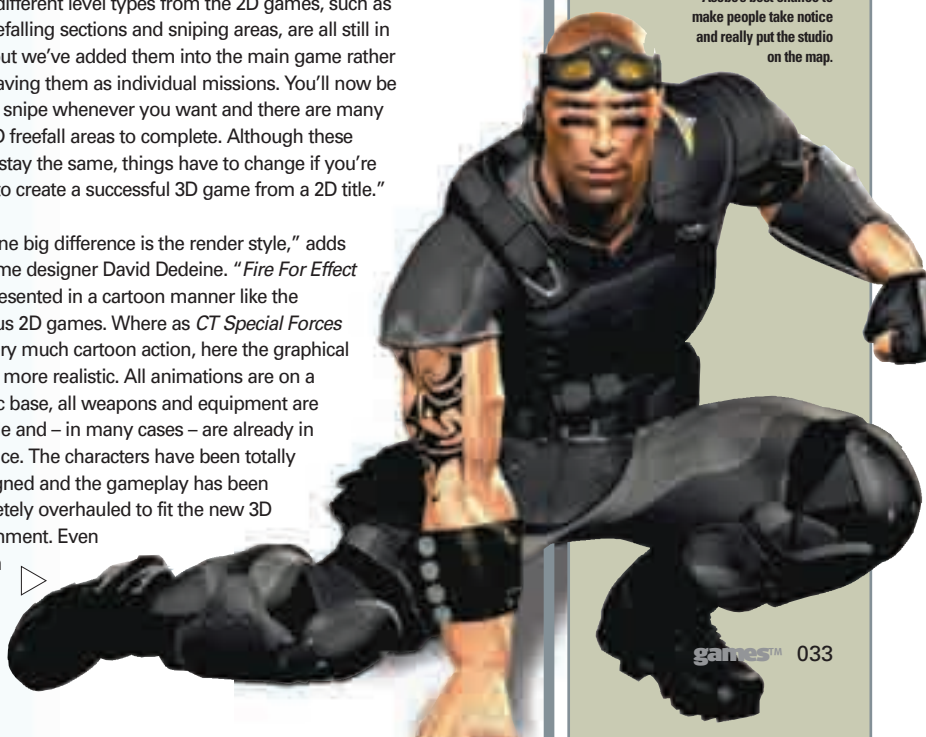 different level types from the 2D games, such as
efalling sections and sniping areas, are all still in
ut we've added them into the main game rather
aving them as individual missions. You'll now be
snipe whenever you want and there are many
D freefall areas to complete. Although these
stay the same, things have to change if you're
to create a successful 3D game from a 2D title."
ne big difference is the render style," adds
me designer David Dedeine. "Fire For Effect
esented in a cartoon manner like the
us 2D games. Where as CT Special Forces
ry much cartoon action, here the graphical
more realistic. All animations are on a
c base, all weapons and equipment are
e and – in many cases – are already in
ce. The characters have been totally
gned and the gameplay has been
etely overhauled to fit the new 3D
nment. Even
make people take notice
and really put the studio
on the map.
games™ 033